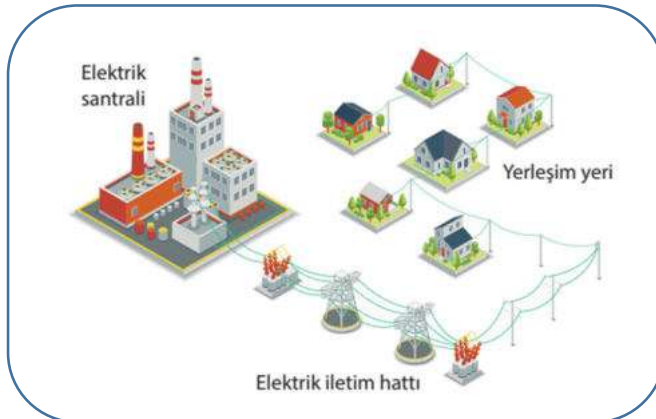 Elektrik
santrali
Yerleşim yeri
Elektrik iletim hattı